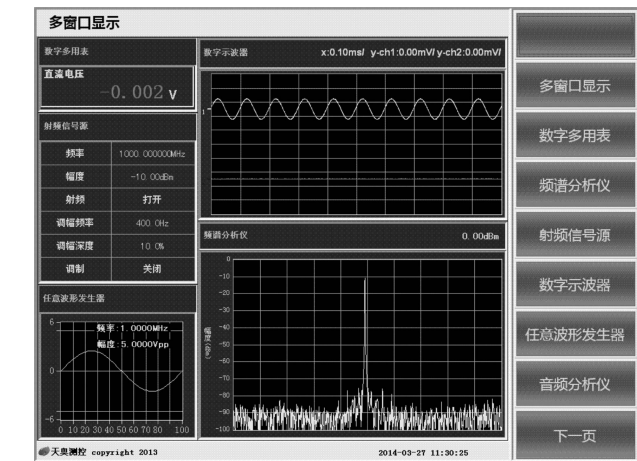 多窗口显示
数字多用表
直流电压
-0.002 V
射频信号源
频率 1000.000000MHz
幅度 -10.00dBm
射频 打开
调幅频率 400.0Hz
调幅深度 10.0%
调制 关闭
任意波形发生器
频率:1.0000MHz
幅度:5.0000Vpp
6
0
-6
0 10 20 30 40 50 60 70 80 100
数字示波器 x:0.10ms/ y-ch1:0.00mV/ y-ch2:0.00mV/
1
频谱分析仪 0.00dBm
0
-10
-20
-30
-40
-50
-60
-70
-80
-90
-100
幅度(dBm)
天奥测控 copyright 2013
2014-03-27 11:30:25
多窗口显示
数字多用表
频谱分析仪
射频信号源
数字示波器
任意波形发生器
音频分析仪
下一页